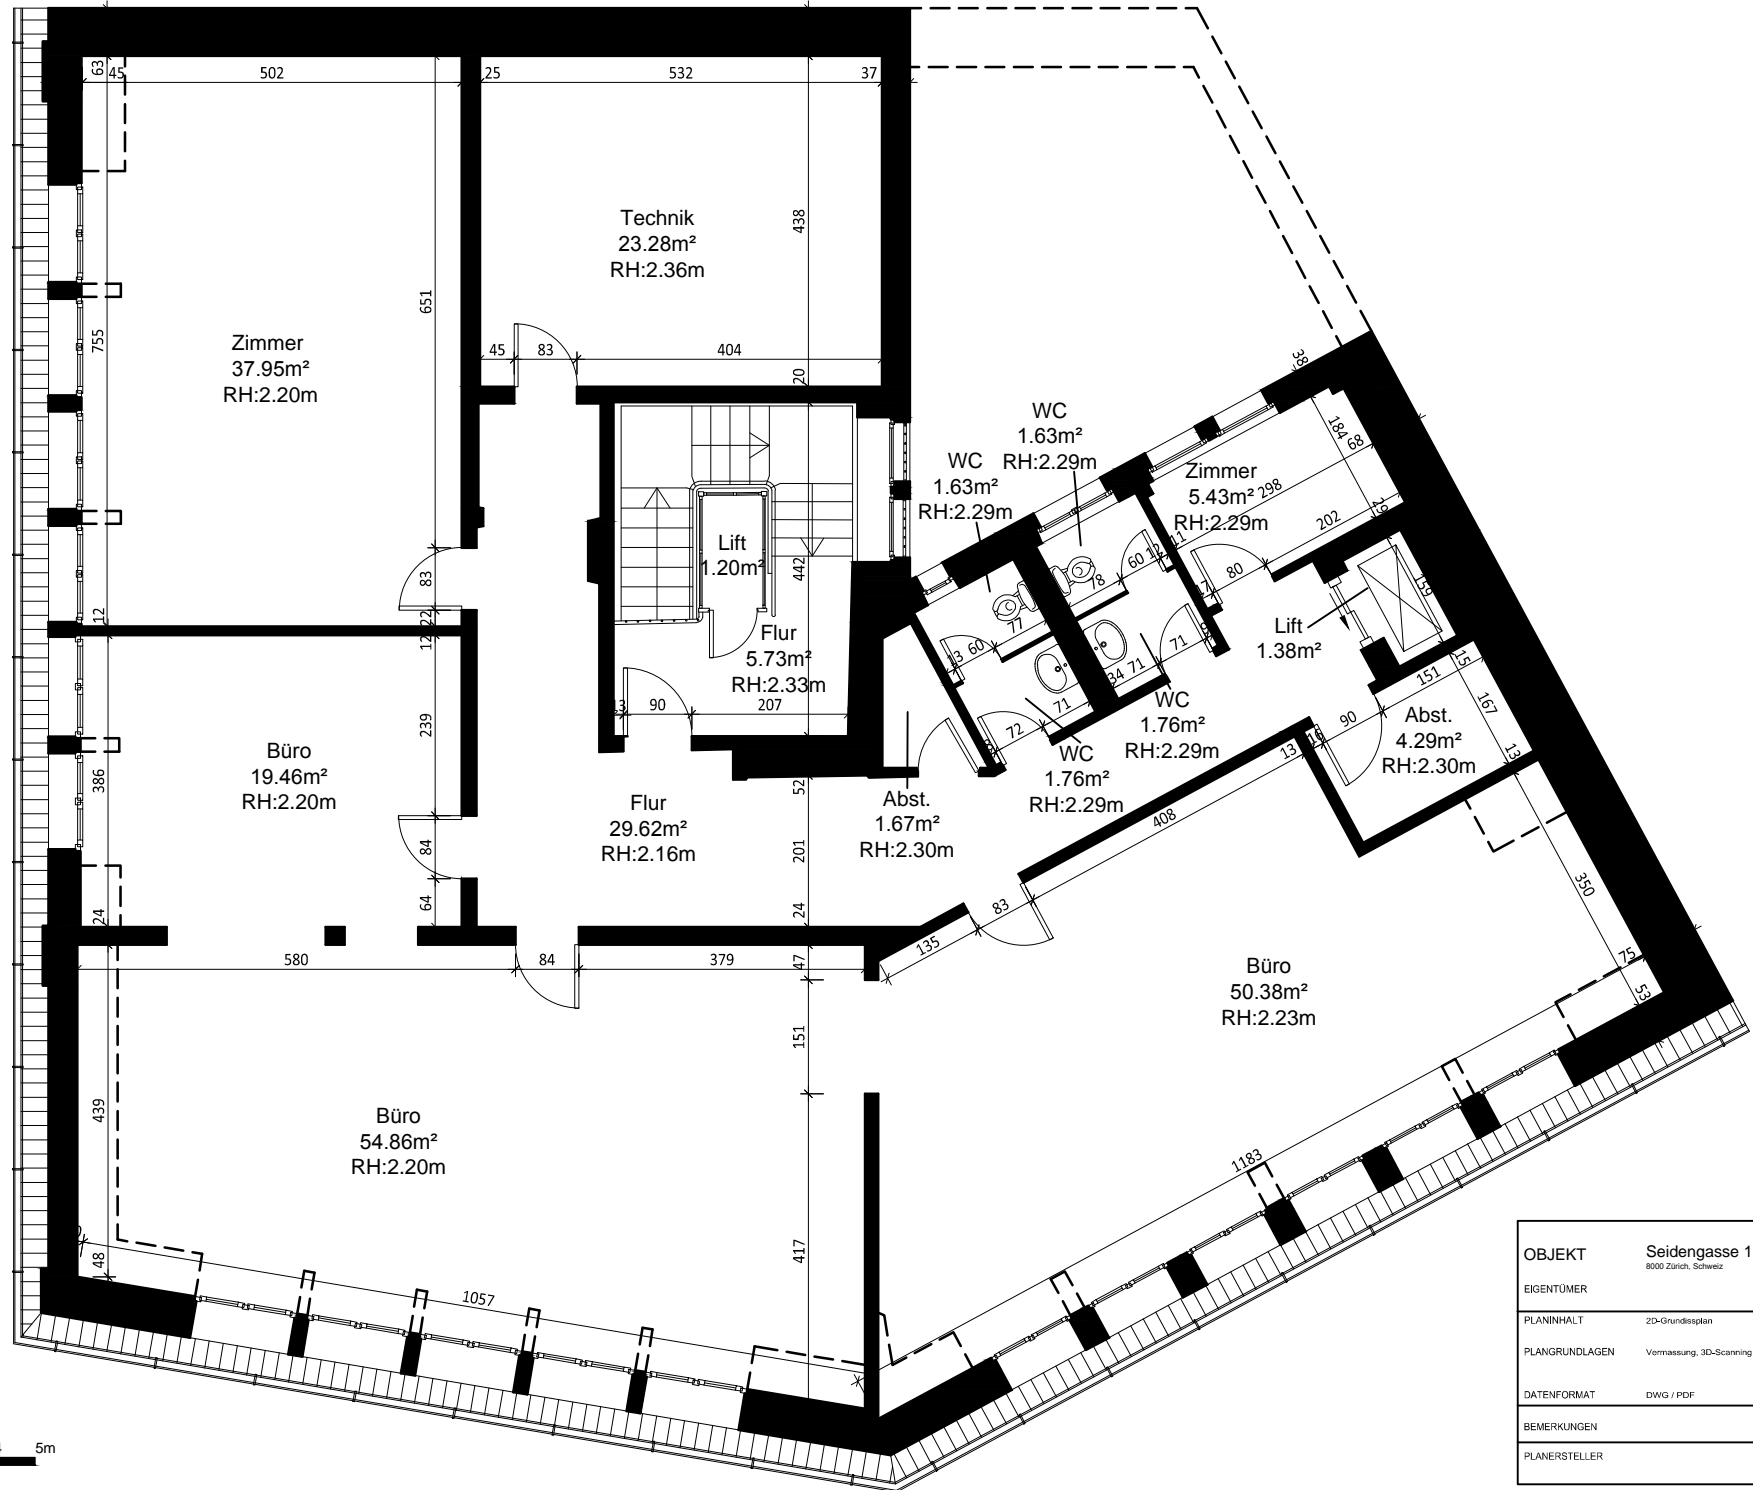 63
45
502
25
532
37
Technik
23.28m²
RH:2.36m
438
651
755
Zimmer
37.95m²
RH:2.20m
45
83
404
20
38
WC
1.63m²
RH:2.29m
WC
1.63m²
RH:2.29m
Zimmer
5.43m²
RH:2.29m
184
68
298
202
29
Lift
1.20m²
442
83
22
12
12
60
12
11
78
80
17
159
77
60
13
Flur
5.73m²
RH:2.33m
Lift
1.38m²
71
71
34
71
72
13
90
207
239
386
Büro
19.46m²
RH:2.20m
WC
1.76m²
RH:2.29m
WC
1.76m²
RH:2.29m
15
151
167
90
16
13
13
Abst.
4.29m²
RH:2.30m
52
Flur
29.62m²
RH:2.16m
Abst.
1.67m²
RH:2.30m
408
84
201
64
24
24
350
83
135
580
84
379
47
75
53
Büro
50.38m²
RH:2.23m
151
439
Büro
54.86m²
RH:2.20m
1183
417
48
1057
5m
OBJEKT
Seidengasse 1
8000 Zürich, Schweiz
EIGENTÜMER
PLANINHALT
2D-Grundissplan
PLANGRUNDLAGEN
Vermassung, 3D-Scanning
DATENFORMAT
DWG / PDF
BEMERKUNGEN
PLANERSTELLER